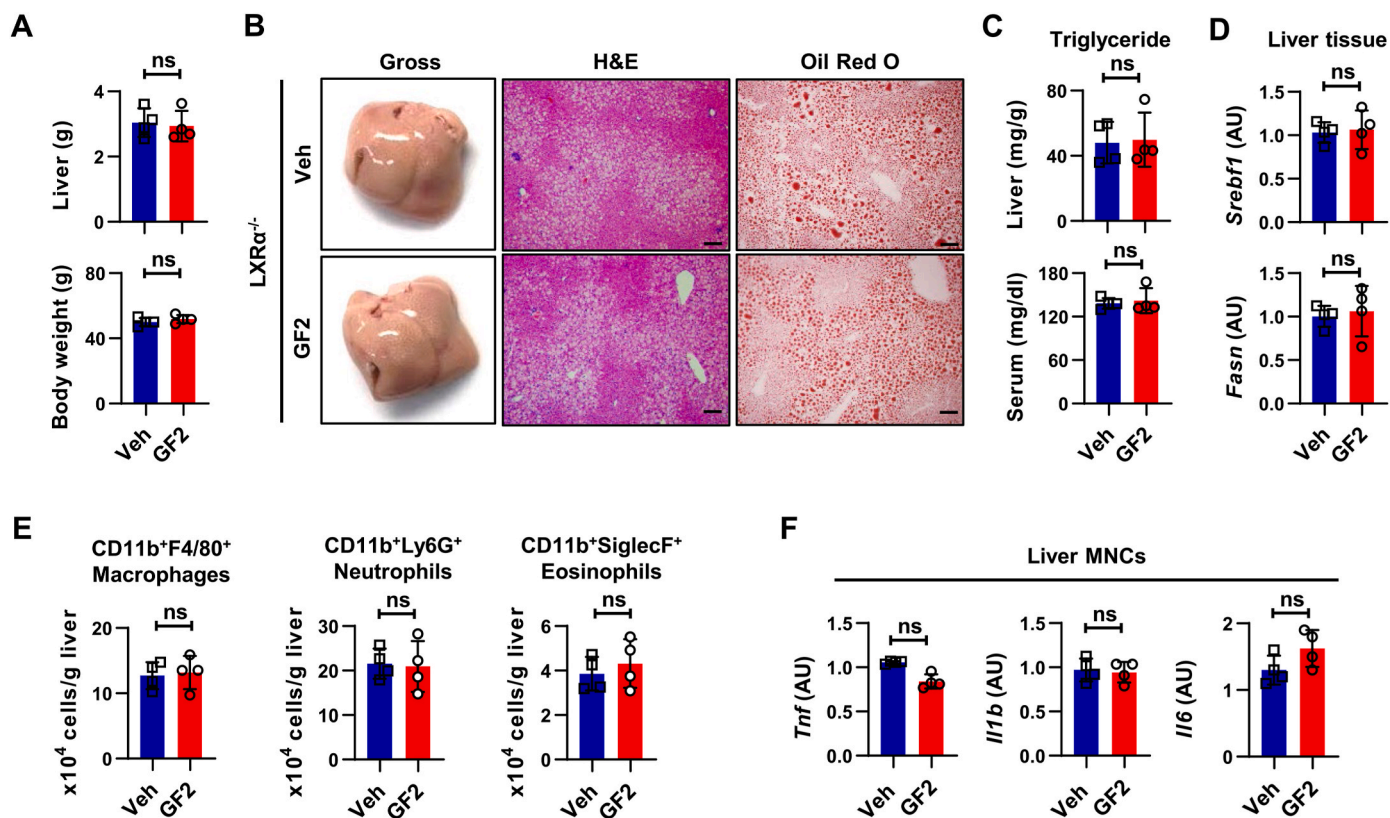 A
ns
Liver (g)
4
2
0
ns
Body weight (g)
80
40
0
Veh
GF2
B
Gross
H&E
Oil Red O
LXRα-/-
Veh
GF2
C
Triglyceride
ns
Liver (mg/g)
80
40
0
ns
Serum (mg/dl)
180
120
60
0
Veh
GF2
D
Liver tissue
ns
Srebf1 (AU)
1.5
1.0
0.5
0.0
ns
Fasn (AU)
1.5
1.0
0.5
0.0
Veh
GF2
E
CD11b+F4/80+
Macrophages
ns
x10⁴ cells/g liver
20
10
0
Veh
GF2
CD11b+Ly6G+
Neutrophils
ns
x10⁴ cells/g liver
30
20
10
0
Veh
GF2
CD11b+SiglecF+
Eosinophils
ns
x10⁴ cells/g liver
6
4
2
0
Veh
GF2
F
Liver MNCs
ns
Tnf (AU)
1.5
1.0
0.5
0.0
Veh
GF2
ns
Il1b (AU)
1.5
1.0
0.5
0.0
Veh
GF2
ns
Il6 (AU)
2
1
0
Veh
GF2